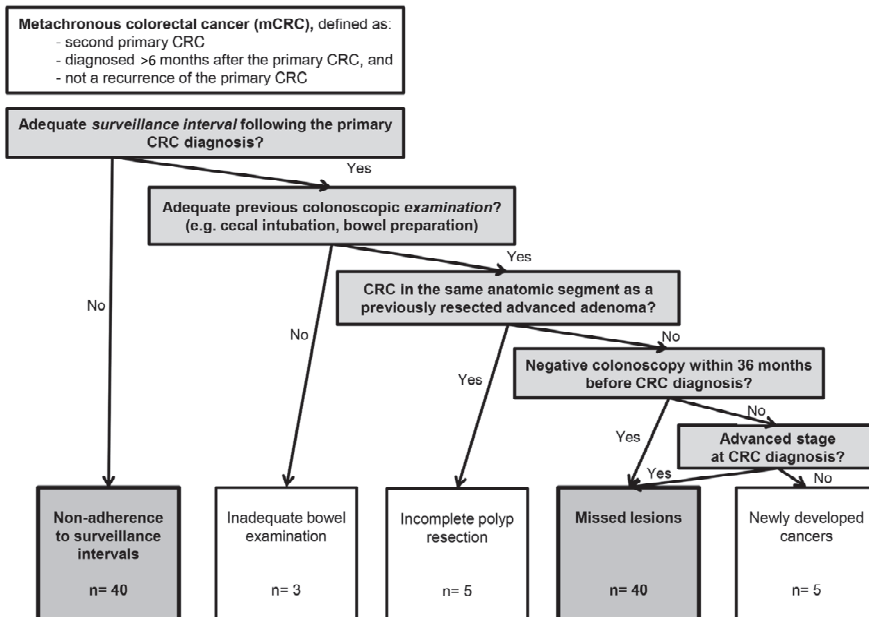 Metachronous colorectal cancer (mCRC), defined as:
- second primary CRC
- diagnosed >6 months after the primary CRC, and
- not a recurrence of the primary CRC
Adequate surveillance interval following the primary
CRC diagnosis?
Yes
Adequate previous colonoscopic examination?
(e.g. cecal intubation, bowel preparation)
Yes
No
CRC in the same anatomic segment as a
previously resected advanced adenoma?
No
No
Yes
Negative colonoscopy within 36 months
before CRC diagnosis?
No
Yes
Advanced stage
at CRC diagnosis?
Yes
No
Non-adherence
to surveillance
intervals
n= 40
Inadequate bowel
examination
n= 3
Incomplete polyp
resection
n= 5
Missed lesions
n= 40
Newly developed
cancers
n= 5